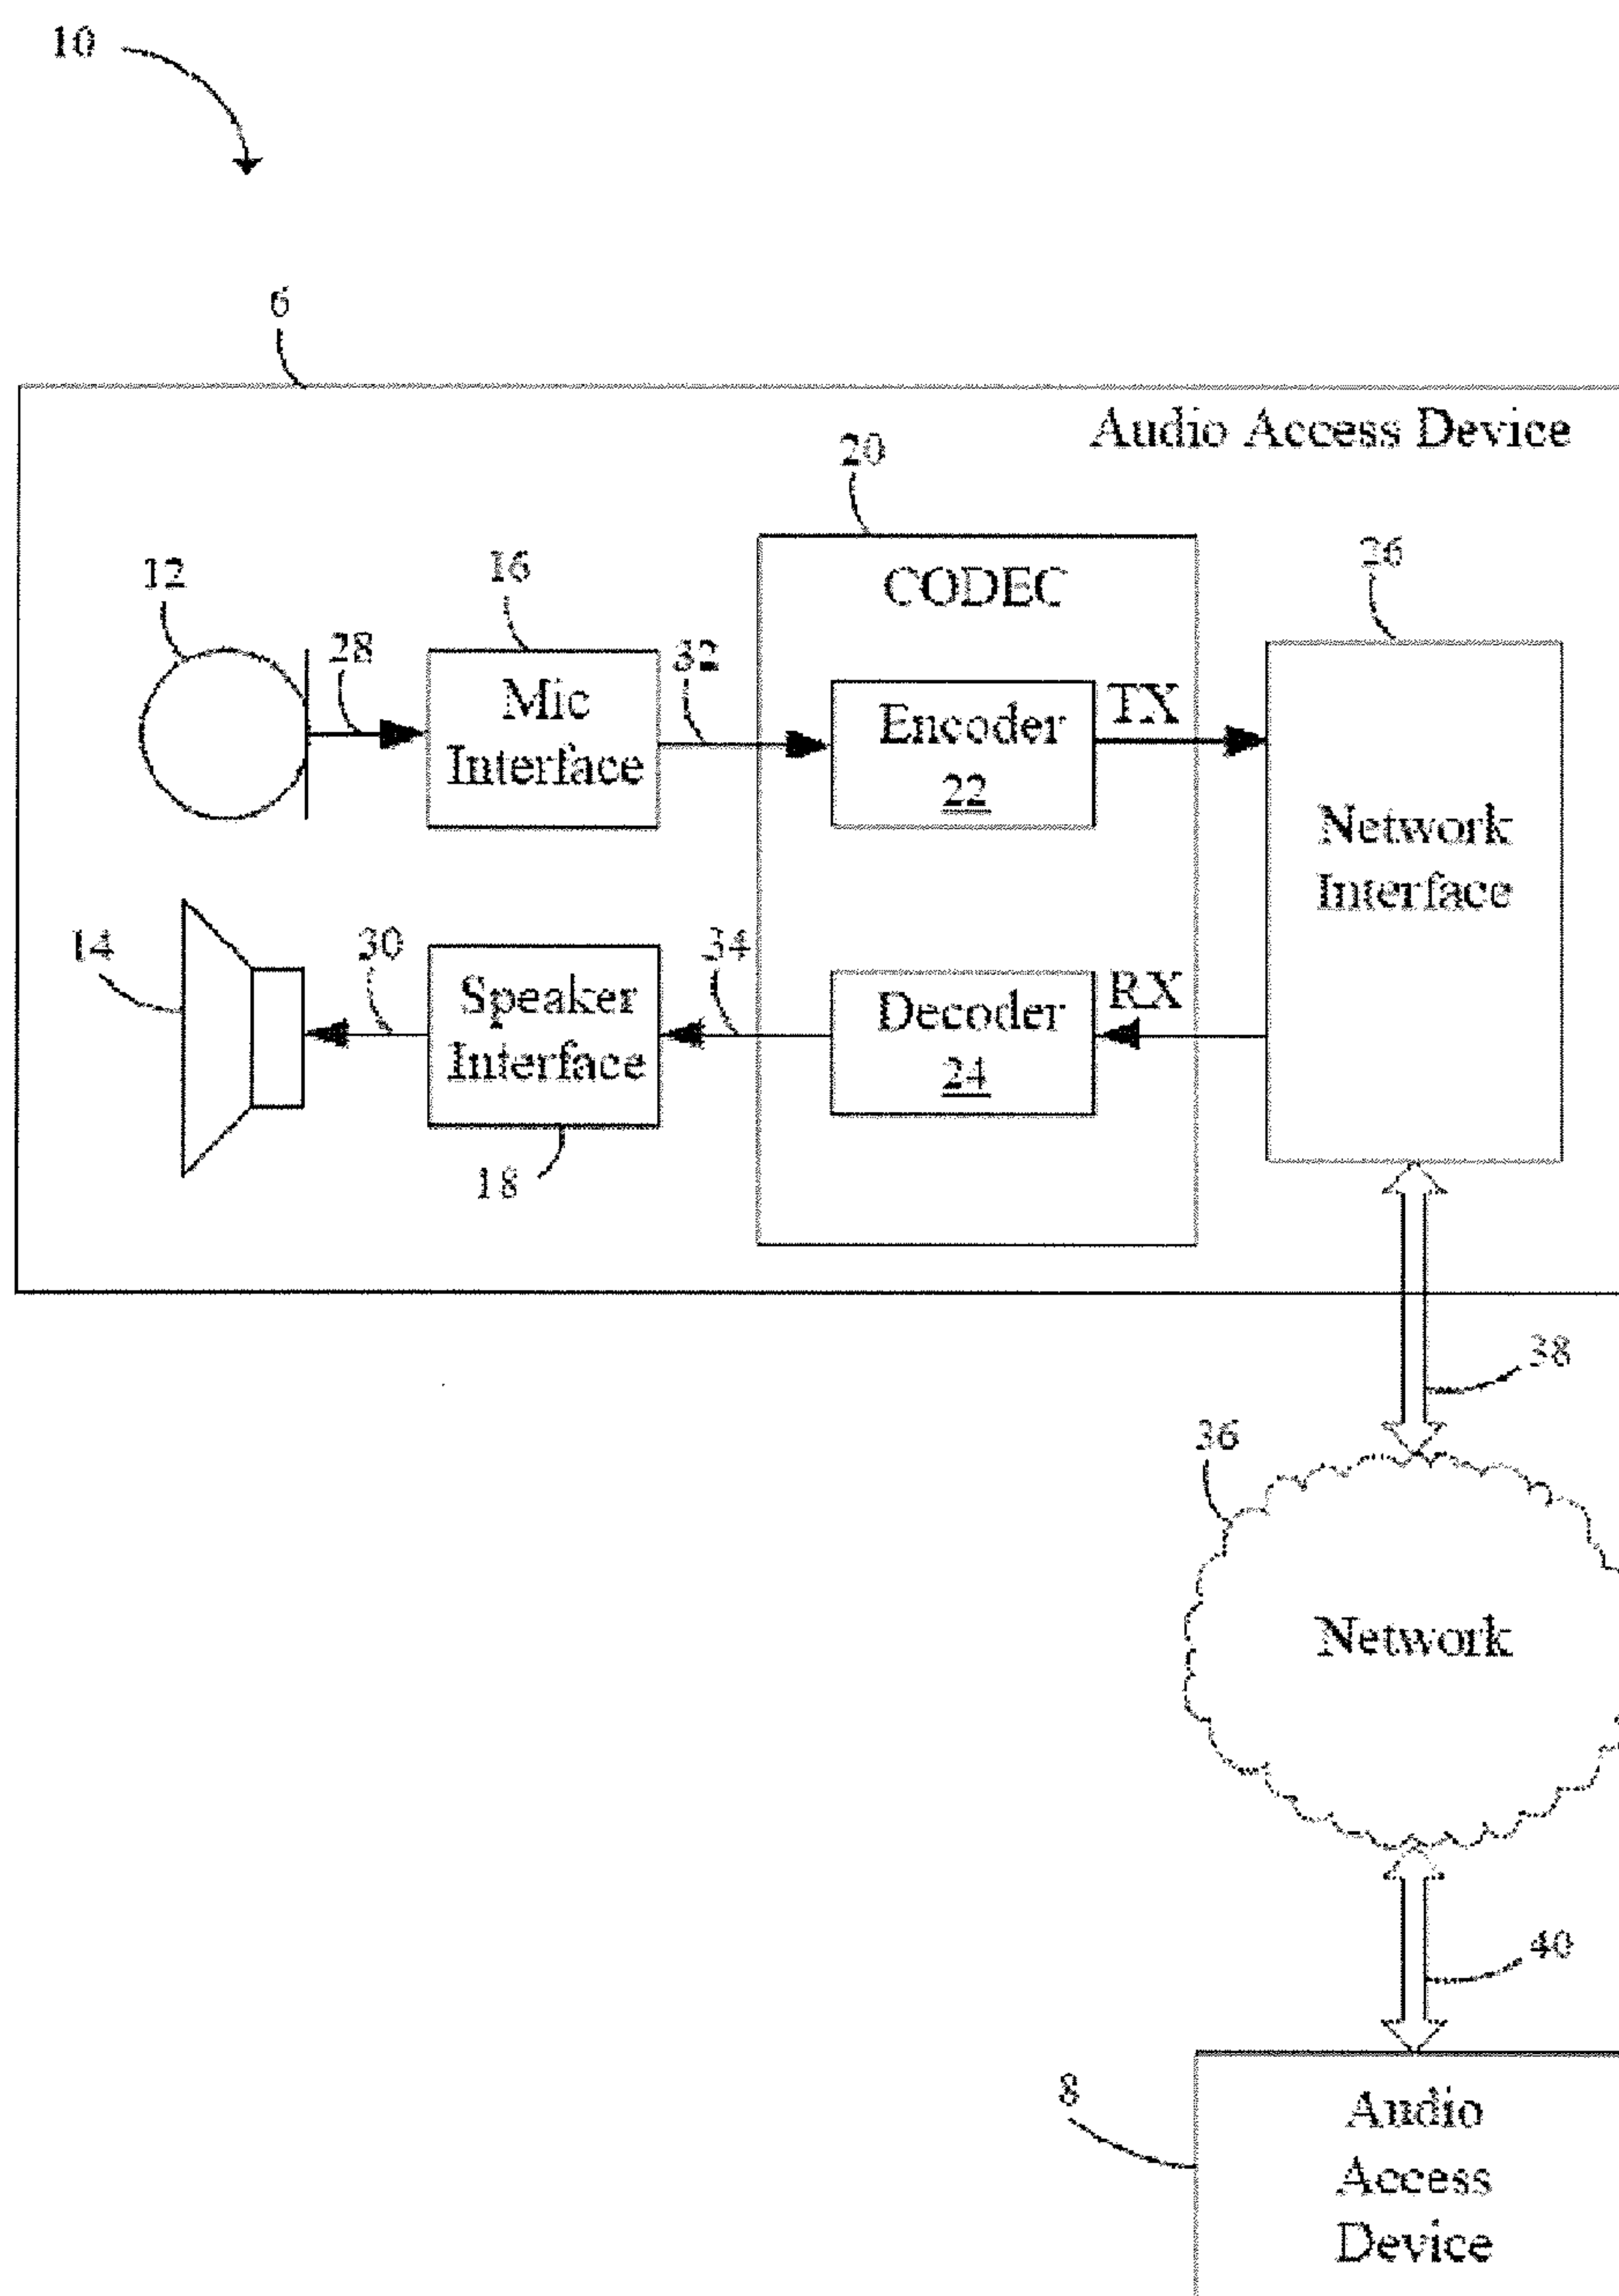 10
6
Audio Access Device
20
CODEC
26
12
28
16
Mic
Interface
32
Encoder
22
TX
Network
Interface
14
30
Speaker
Interface
18
34
Decoder
24
RX
38
36
Network
40
8
Audio
Access
Device